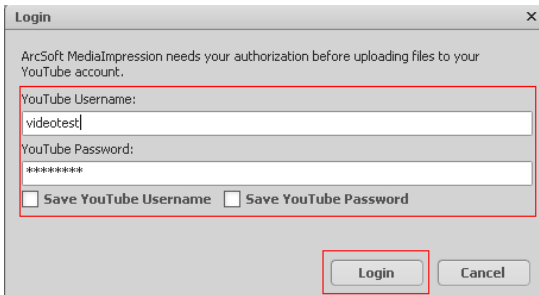 Login
ArcSoft MediaImpression needs your authorization before uploading files to your
YouTube account.
YouTube Username:
videotest
YouTube Password:
********
Save YouTube Username Save YouTube Password
Login Cancel